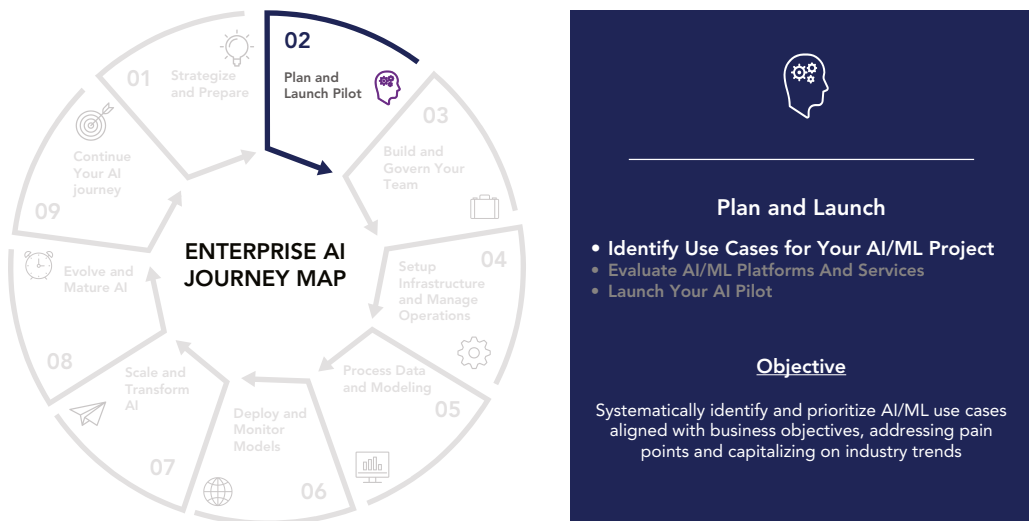 01
Strategize
and Prepare
02
Plan and
Launch Pilot
03
Build and
Govern Your
Team
04
Setup
Infrastructure
and Manage
Operations
Process Data
and Modeling
05
Deploy and
Monitor
Models
06
Scale and
Transform
AI
07
Evolve and
Mature AI
08
Continue
Your AI
journey
09
ENTERPRISE AI
JOURNEY MAP
Plan and Launch
• Identify Use Cases for Your AI/ML Project
• Evaluate AI/ML Platforms And Services
• Launch Your AI Pilot
Objective
Systematically identify and prioritize AI/ML use cases
aligned with business objectives, addressing pain
points and capitalizing on industry trends